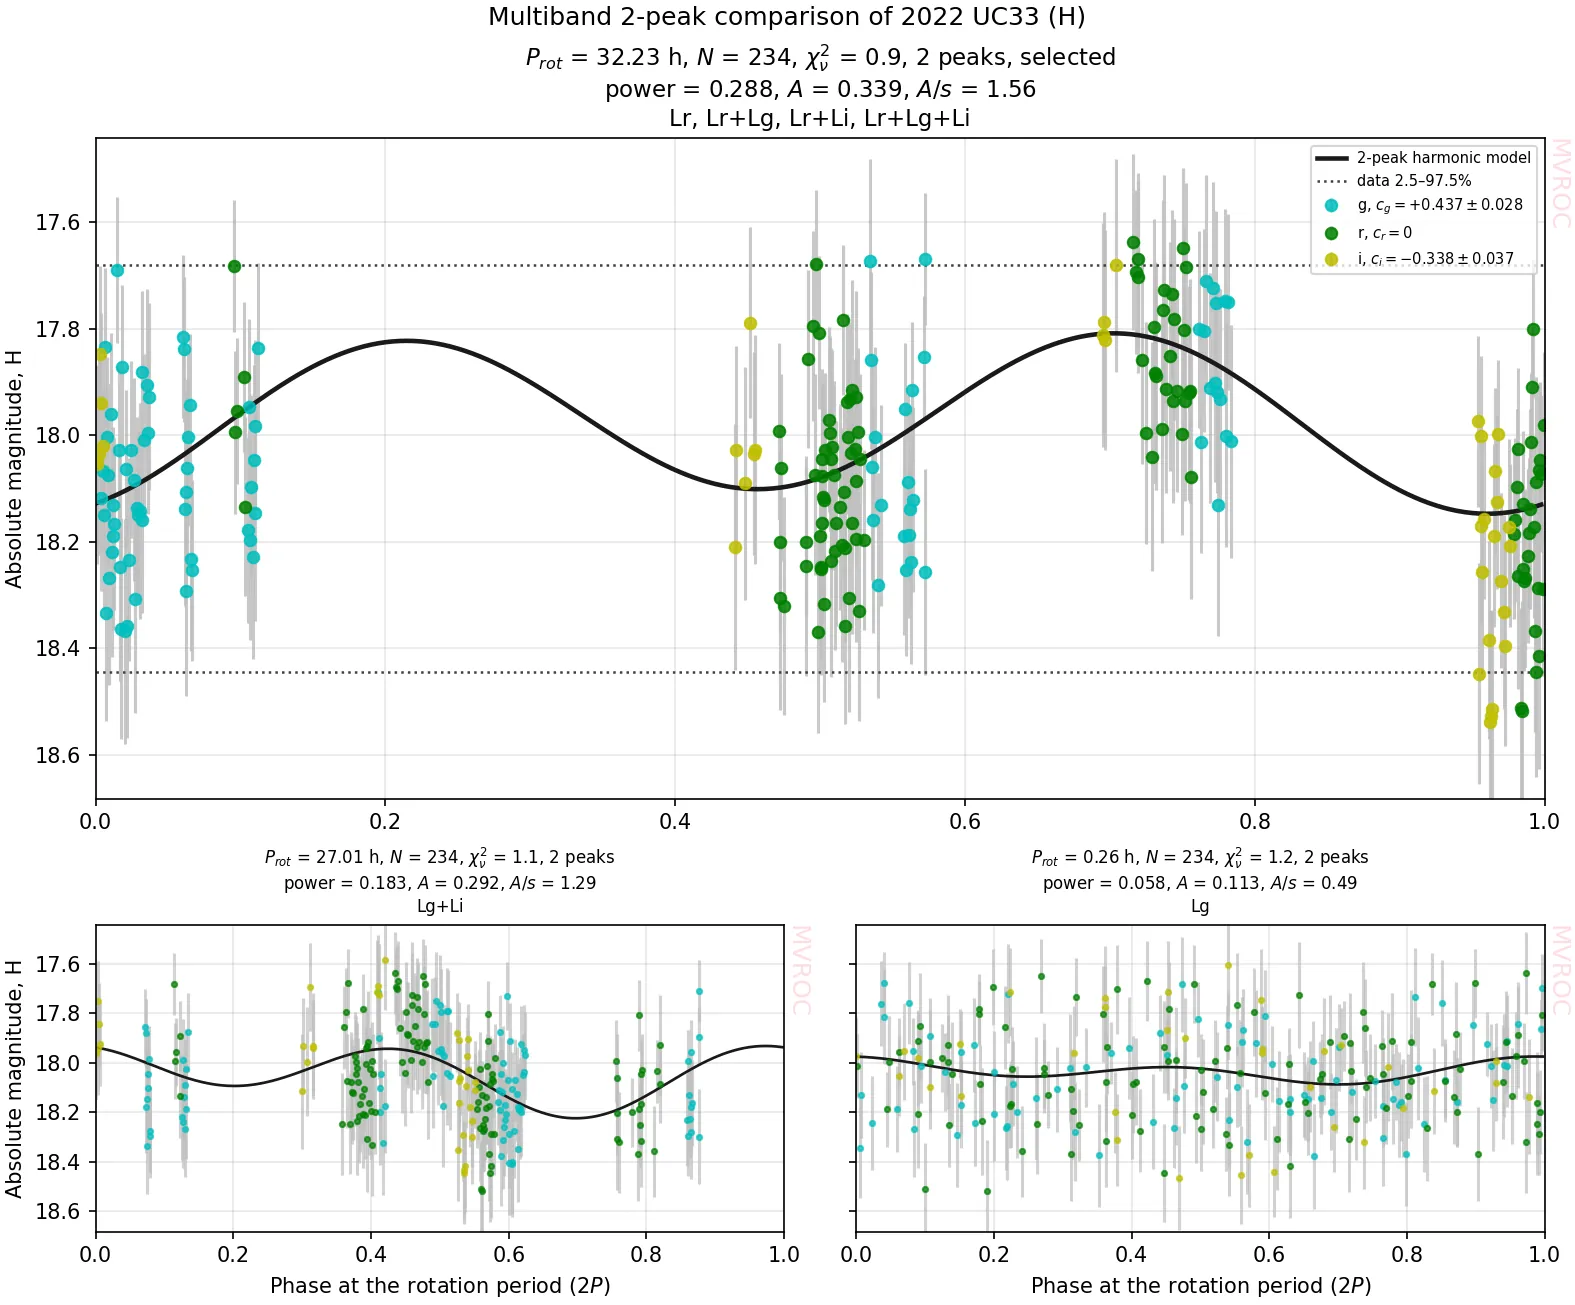 Multiband 2-peak comparison of 2022 UC33 (H)
P_rot = 32.23 h, N = 234, χ²_ν = 0.9, 2 peaks, selected
power = 0.288, A = 0.339, A/s = 1.56
Lr, Lr+Lg, Lr+Li, Lr+Lg+Li
2-peak harmonic model
data 2.5–97.5%
g, c_g = +0.437 ± 0.028
r, c_r = 0
i, c_i = −0.338 ± 0.037
MVROC
Absolute magnitude, H
17.6
17.8
18.0
18.2
18.4
18.6
0.0 0.2 0.4 0.6 0.8 1.0
P_rot = 27.01 h, N = 234, χ²_ν = 1.1, 2 peaks
power = 0.183, A = 0.292, A/s = 1.29
Lg+Li
MVROC
Absolute magnitude, H
17.6
17.8
18.0
18.2
18.4
18.6
0.0 0.2 0.4 0.6 0.8 1.0
Phase at the rotation period (2P)
P_rot = 0.26 h, N = 234, χ²_ν = 1.2, 2 peaks
power = 0.058, A = 0.113, A/s = 0.49
Lg
MVROC
0.0 0.2 0.4 0.6 0.8 1.0
Phase at the rotation period (2P)